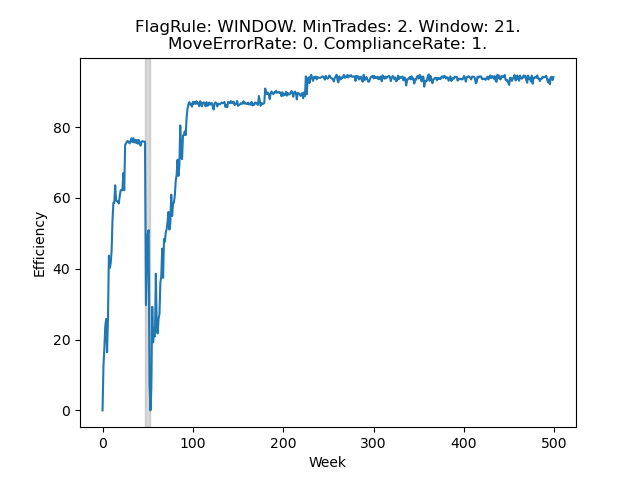 FlagRule: WINDOW. MinTrades: 2. Window: 21.
MoveErrorRate: 0. ComplianceRate: 1.
Efficiency
80
60
40
20
0
0 100 200 300 400 500
Week